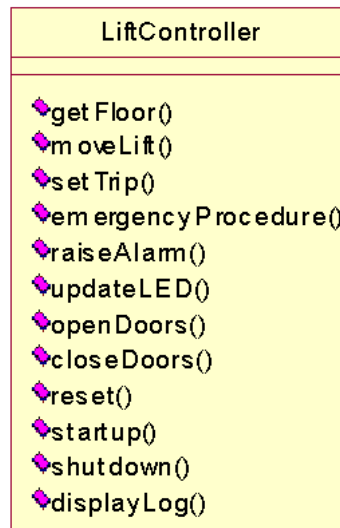 LiftController
getFloor()
moveLift()
setTrip()
emergencyProcedure()
raiseAlarm()
updateLED()
openDoors()
closeDoors()
reset()
startup()
shutdown()
displayLog()